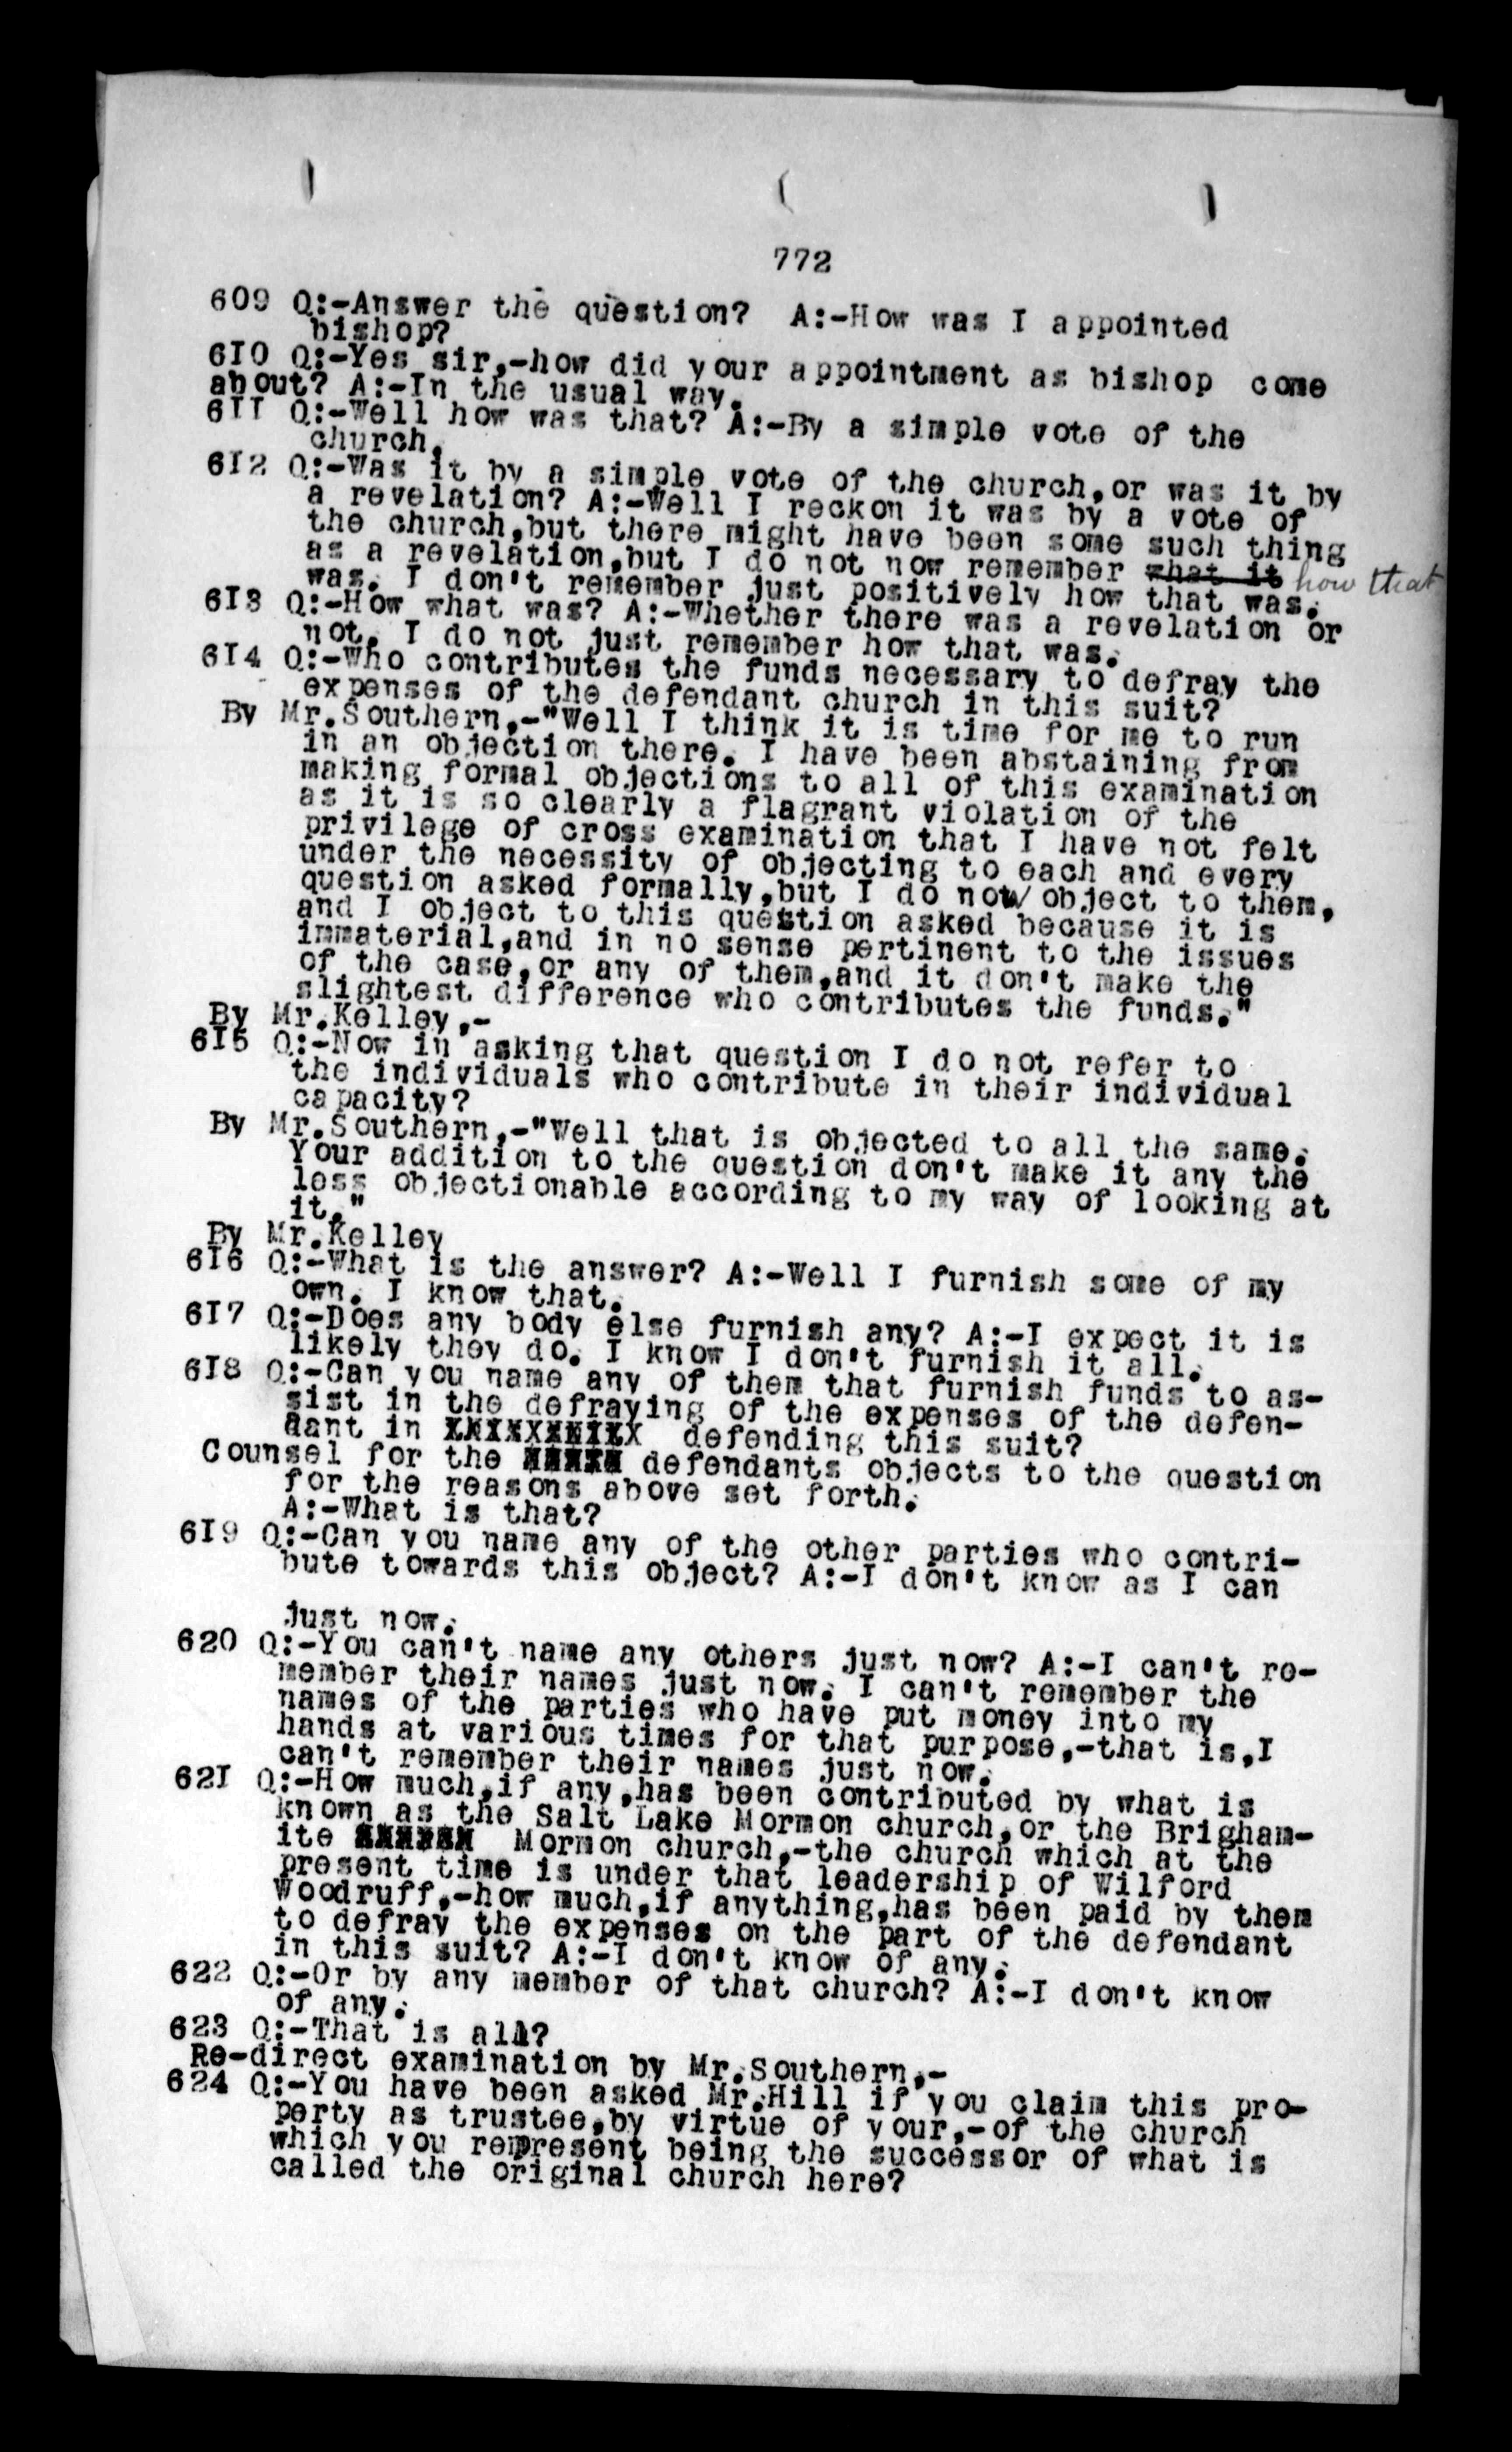 772
609 Q:-Answer the question? A:-How was I appointed
bishop?
610 Q:-Yes sir,-how did your appointment as bishop come
about? A:-In the usual way.
611 Q:-Well how was that? A:-By a simple vote of the
church.
612 Q:-Was it by a simple vote of the church,or was it by
a revelation? A:-Well I reckon it was by a vote of
the church,but there might have been some such thing
as a revelation,but I do not now remember what it how that
was. I don't remember just positively how that was.
613 Q:-How what was? A:-Whether there was a revelation or
not. I do not just remember how that was.
614 Q:-Who contributes the funds necessary to defray the
expenses of the defendant church in this suit?
By Mr.Southern,-"Well I think it is time for me to run
in an objection there. I have been abstaining from
making formal objections to all of this examination
as it is so clearly a flagrant violation of the
privilege of cross examination that I have not felt
under the necessity of objecting to each and every
question asked formally,but I do now/ object to them,
and I object to this question asked because it is
immaterial,and in no sense pertinent to the issues
of the case,or any of them,and it don't make the
slightest difference who contributes the funds."
By Mr.Kelley,-
615 Q:-Now in asking that question I do not refer to
the individuals who contribute in their individual
capacity?
By Mr.Southern,-"Well that is objected to all the same.
Your addition to the question don't make it any the
less objectionable according to my way of looking at
it."
By Mr.Kelley
616 Q:-What is the answer? A:-Well I furnish some of my
own. I know that.
617 Q:-Does any body else furnish any? A:-I expect it is
likely they do. I know I don't furnish it all.
618 Q:-Can you name any of them that furnish funds to as-
sist in the defraying of the expenses of the defen-
dant in defending this suit?
Counsel for the defendants objects to the question
for the reasons above set forth.
A:-What is that?
619 Q:-Can you name any of the other parties who contri-
bute towards this object? A:-I don't know as I can
just now.
620 Q:-You can't name any others just now? A:-I can't re-
member their names just now. I can't remember the
names of the parties who have put money into my
hands at various times for that purpose,-that is,I
can't remember their names just now.
621 Q:-How much,if any,has been contributed by what is
known as the Salt Lake Mormon church,or the Brigham-
ite Mormon church,-the church which at the
present time is under that leadership of Wilford
Woodruff,-how much,if anything,has been paid by them
to defray the expenses on the part of the defendant
in this suit? A:-I don't know of any.
622 Q:-Or by any member of that church? A:-I don't know
of any.
623 Q:-That is all?
Re-direct examination by Mr.Southern,-
624 Q:-You have been asked Mr.Hill if you claim this pro-
perty as trustee,by virtue of your,-of the church
which you represent being the successor of what is
called the original church here?